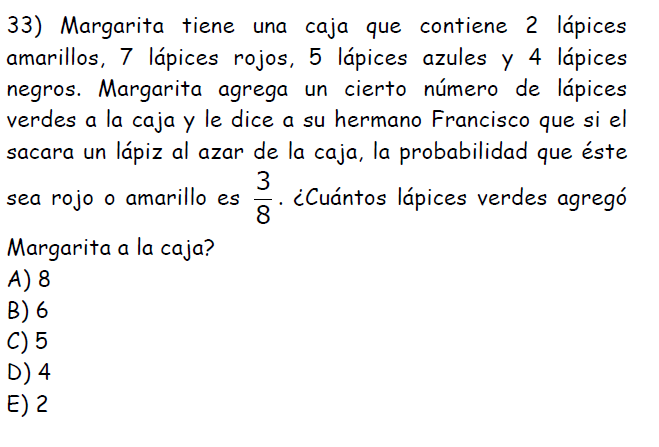 33) Margarita tiene una caja que contiene 2 lápices
amarillos, 7 lápices rojos, 5 lápices azules y 4 lápices
negros. Margarita agrega un cierto número de lápices
verdes a la caja y le dice a su hermano Francisco que si el
sacara un lápiz al azar de la caja, la probabilidad que éste
sea rojo o amarillo es 3/8. ¿Cuántos lápices verdes agregó
Margarita a la caja?
A) 8
B) 6
C) 5
D) 4
E) 2